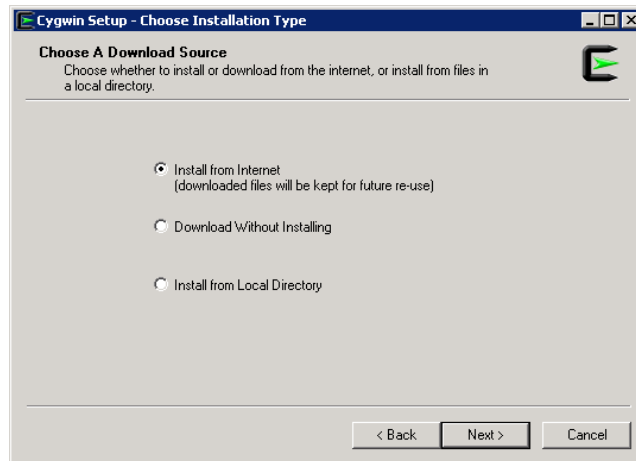 Cygwin Setup - Choose Installation Type
Choose A Download Source
Choose whether to install or download from the internet, or install from files in
a local directory.
Install from Internet
(downloaded files will be kept for future re-use)
Download Without Installing
Install from Local Directory
< Back
Next >
Cancel